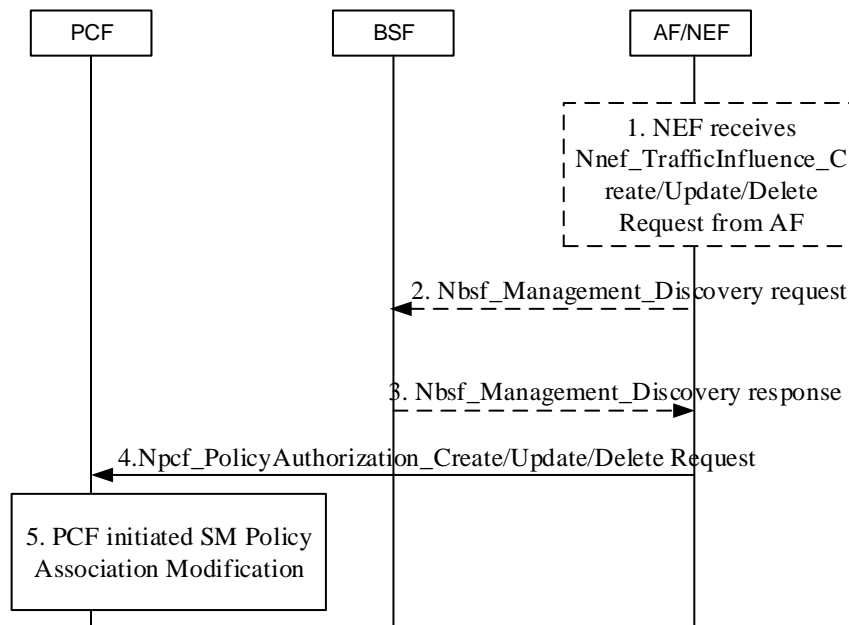 PCF
BSF
AF/NEF
1. NEF receives
Nnef_TrafficInfluence_C
reate/Update/Delete
Request from AF
2. Nbsf_Management_Discovery request
3. Nbsf_Management_Discovery response
4.Npcf_PolicyAuthorization_Create/Update/Delete Request
5. PCF initiated SM Policy
Association Modification